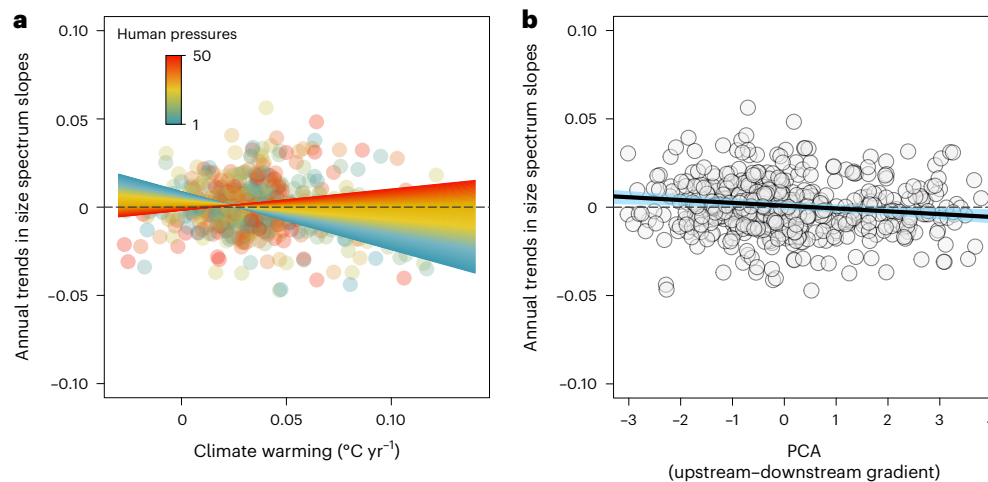 a
Human pressures
50
1
0.10
0.05
0
−0.05
−0.10
Annual trends in size spectrum slopes
0
0.05
0.10
Climate warming (°C yr−1)
b
0.10
0.05
0
−0.05
−0.10
Annual trends in size spectrum slopes
−3
−2
−1
0
1
2
3
PCA
(upstream–downstream gradient)